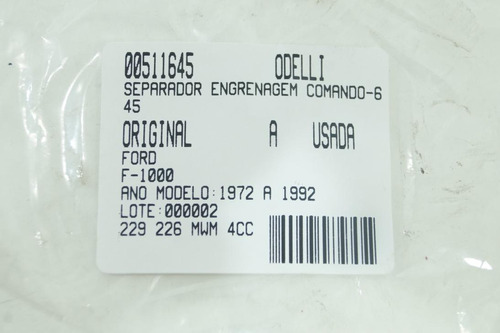 00511645 ODELLI
SEPARADOR ENGRENAGEM COMANDO-6
45
ORIGINAL A USADA
FORD
F-1000
ANO MODELO:1972 A 1992
LOTE:000002
229 226 MWM 4CC